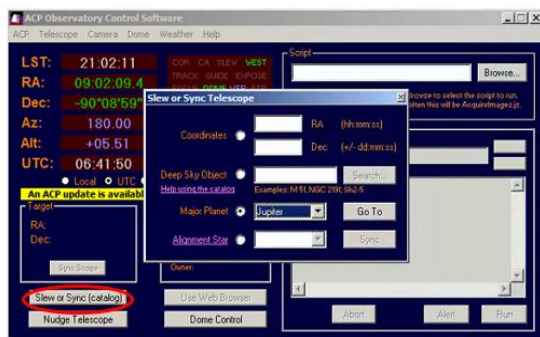 ACP Observatory Control Software
ACP Telescope Camera Dome Weather Help
LST: 21:02:11
COR CA SLEW WEST
RA: 09:02:09.4
TRACK GUIDE EXPOSE
Dec: -90°08'59"
Az: 180.00
Alt: +05.51
UTC: 06:41:50
Local UTC
An ACP update is availabl
Target
RA:
Dec:
Sync Scope
Owner:
Slew or Sync (catalog)
Use Web Browser
Nudge Telescope
Dome Control
Script
Browse...
browse to select the script to run.
often this will be AcquireImages.js.
Abort
Alert
Run
Slew or Sync Telescope
Coordinates
RA (hh:mm:ss)
Dec (+/- dd:mm:ss)
Deep Sky Object
Search...
Help using the catalog
Examples: M 51, NGC 2191, Sh2-5
Major Planet
Jupiter
Go To
Alignment Star
Sync